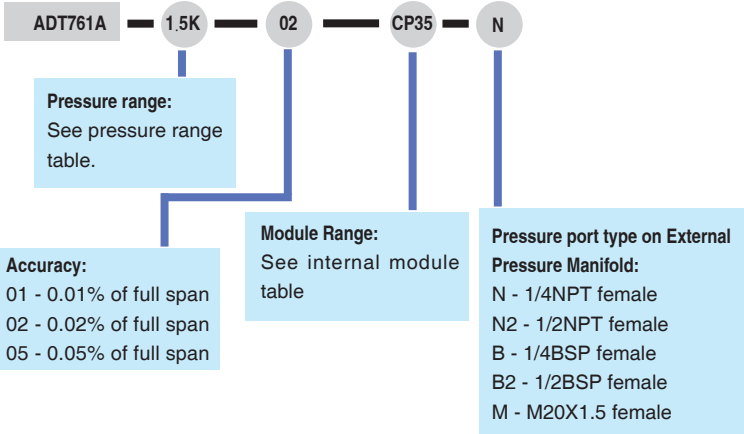 ADT761A 1.5K 02 CP35 N
Pressure range:
See pressure range
table.
Accuracy:
01 - 0.01% of full span
02 - 0.02% of full span
05 - 0.05% of full span
Module Range:
See internal module
table
Pressure port type on External
Pressure Manifold:
N - 1/4NPT female
N2 - 1/2NPT female
B - 1/4BSP female
B2 - 1/2BSP female
M - M20X1.5 female